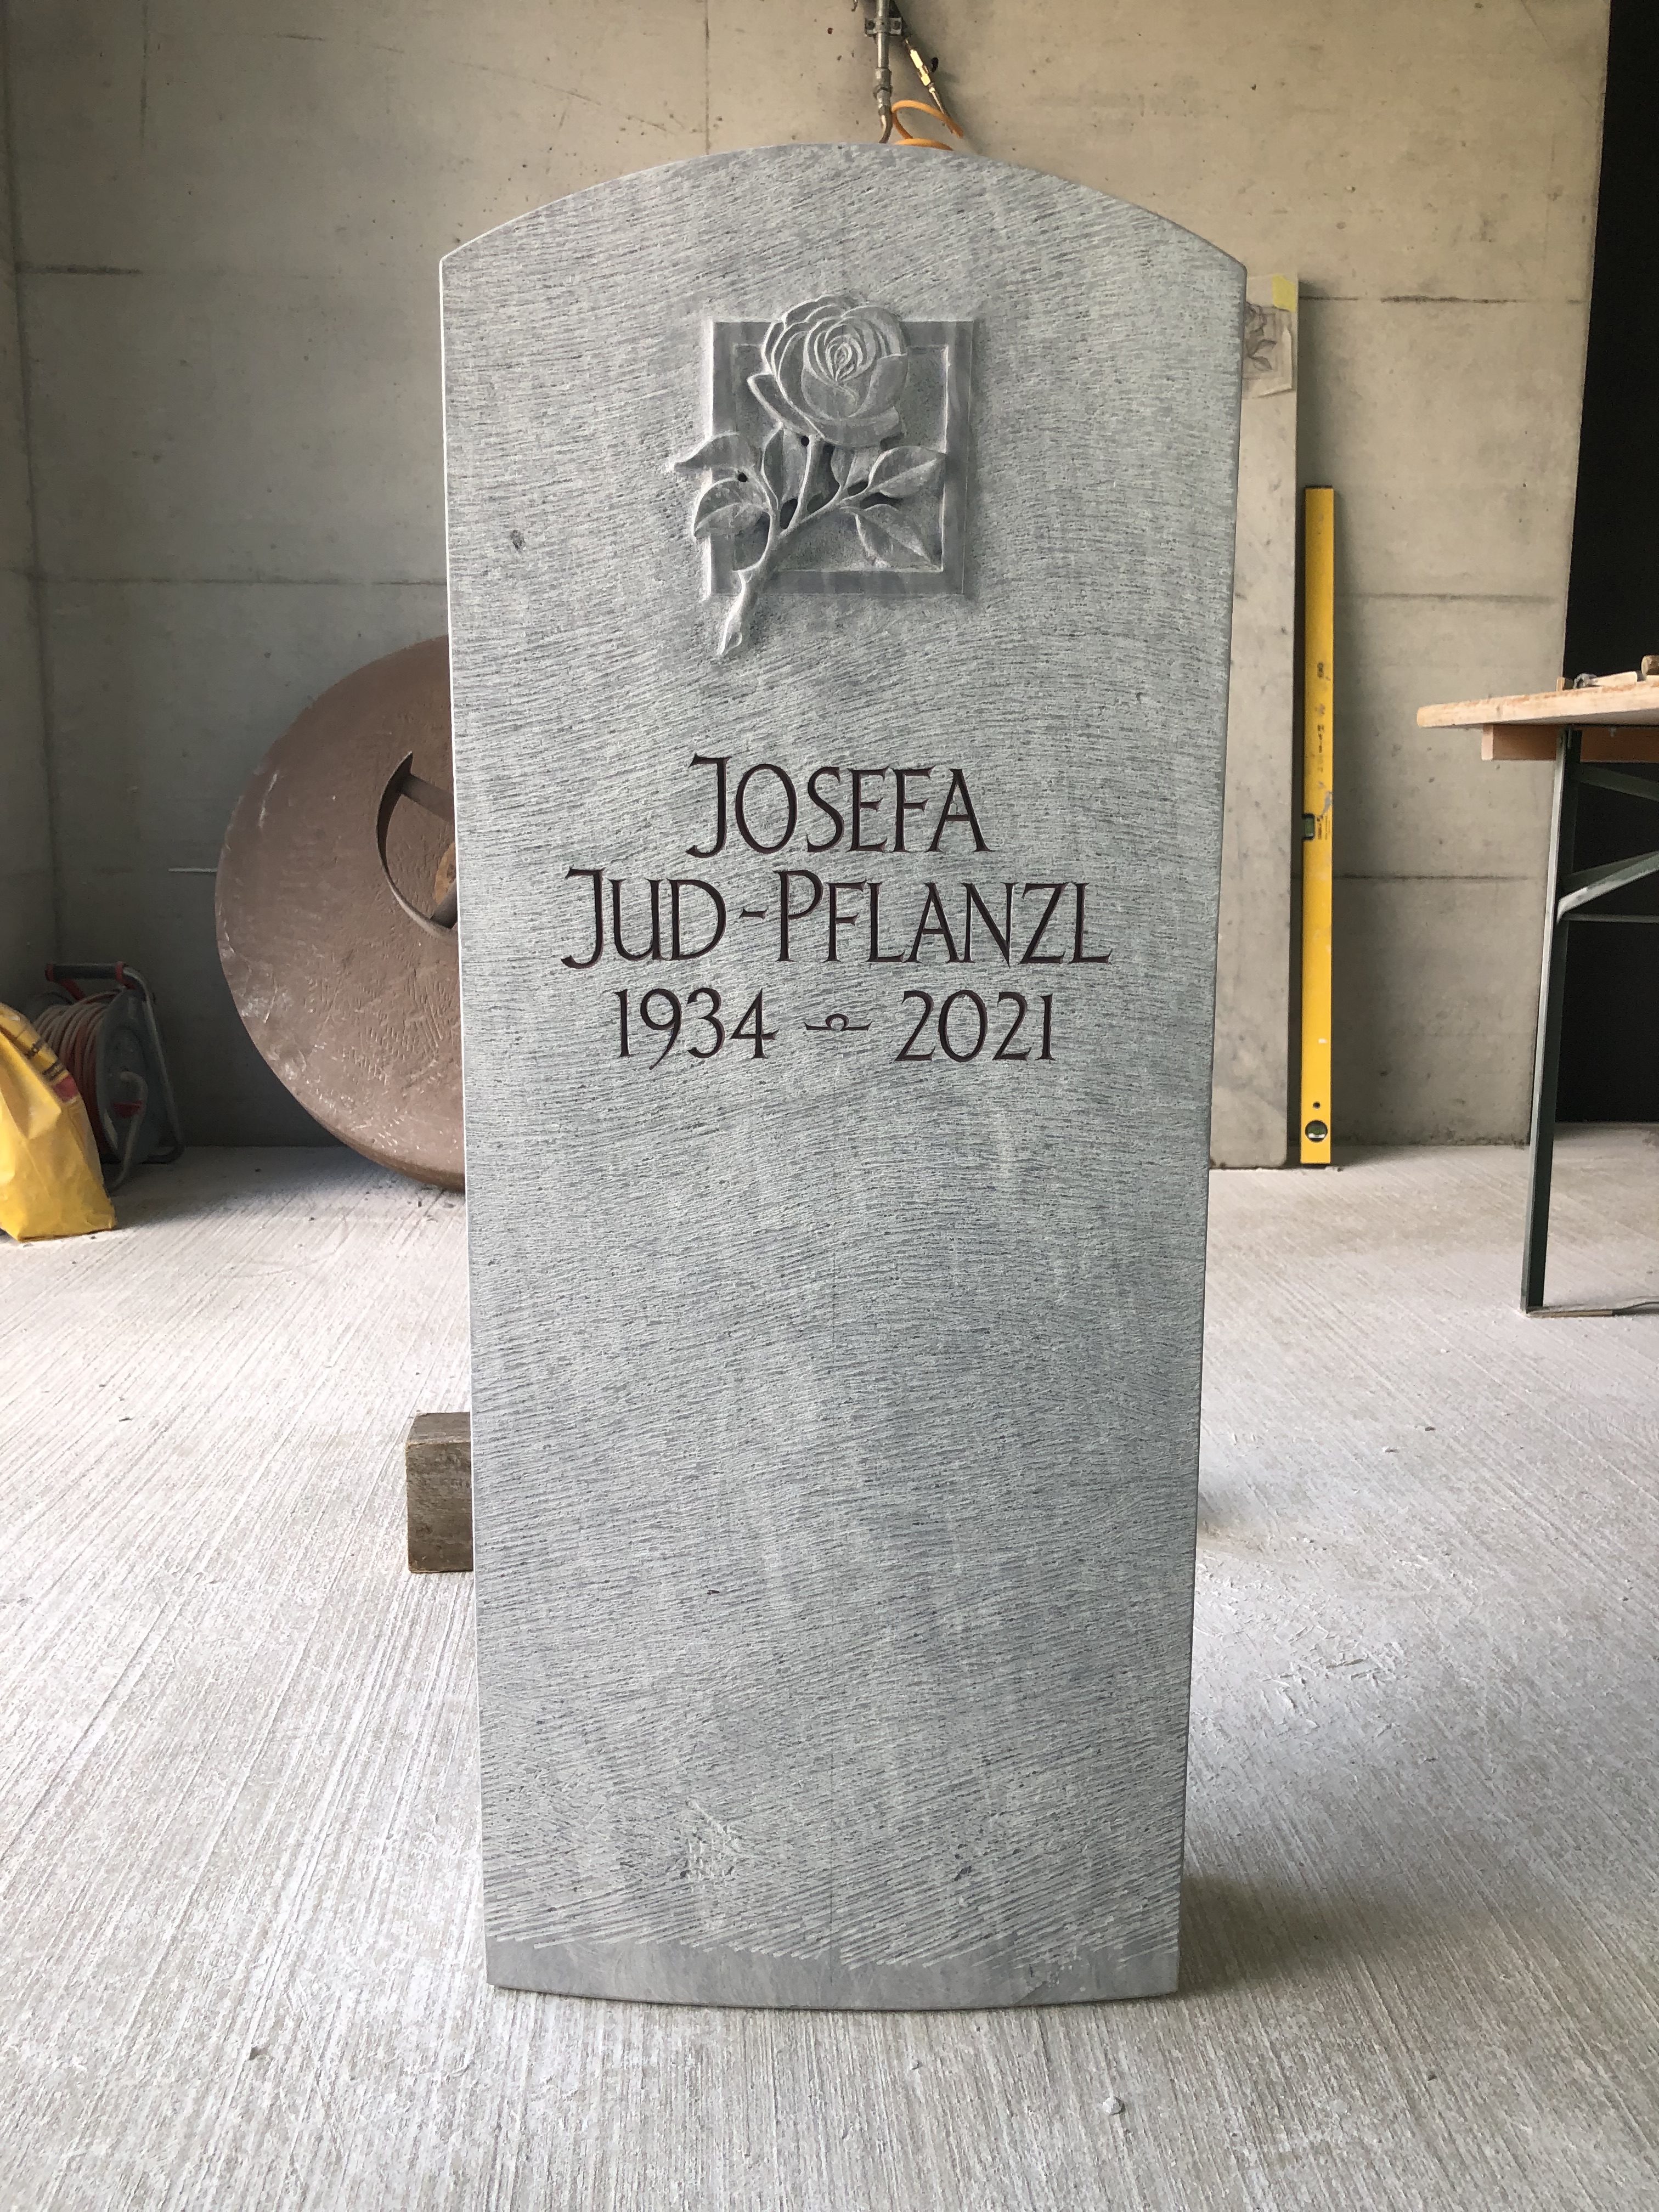 JOSEFA
JUD-PFLANZL
1934 - 2021